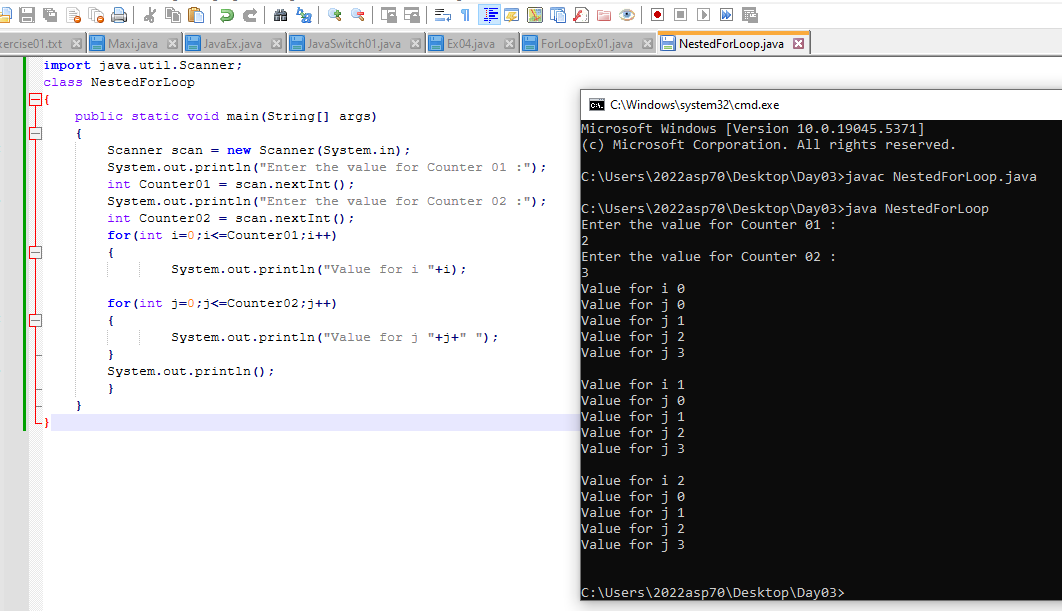 xercise01.txt Maxi.java JavaEx.java JavaSwitch01.java Ex04.java ForLoopEx01.java NestedForLoop.java
import java.util.Scanner;
class NestedForLoop
{
public static void main(String[] args)
{
Scanner scan = new Scanner(System.in);
System.out.println("Enter the value for Counter 01 :");
int Counter01 = scan.nextInt();
System.out.println("Enter the value for Counter 02 :");
int Counter02 = scan.nextInt();
for(int i=0;i<=Counter01;i++)
{
System.out.println("Value for i "+i);
for(int j=0;j<=Counter02;j++)
{
System.out.println("Value for j "+j+" ");
}
System.out.println();
}
}
}
C:\Windows\system32\cmd.exe
Microsoft Windows [Version 10.0.19045.5371]
(c) Microsoft Corporation. All rights reserved.
C:\Users\2022asp70\Desktop\Day03>javac NestedForLoop.java
C:\Users\2022asp70\Desktop\Day03>java NestedForLoop
Enter the value for Counter 01 :
2
Enter the value for Counter 02 :
3
Value for i 0
Value for j 0
Value for j 1
Value for j 2
Value for j 3
Value for i 1
Value for j 0
Value for j 1
Value for j 2
Value for j 3
Value for i 2
Value for j 0
Value for j 1
Value for j 2
Value for j 3
C:\Users\2022asp70\Desktop\Day03>